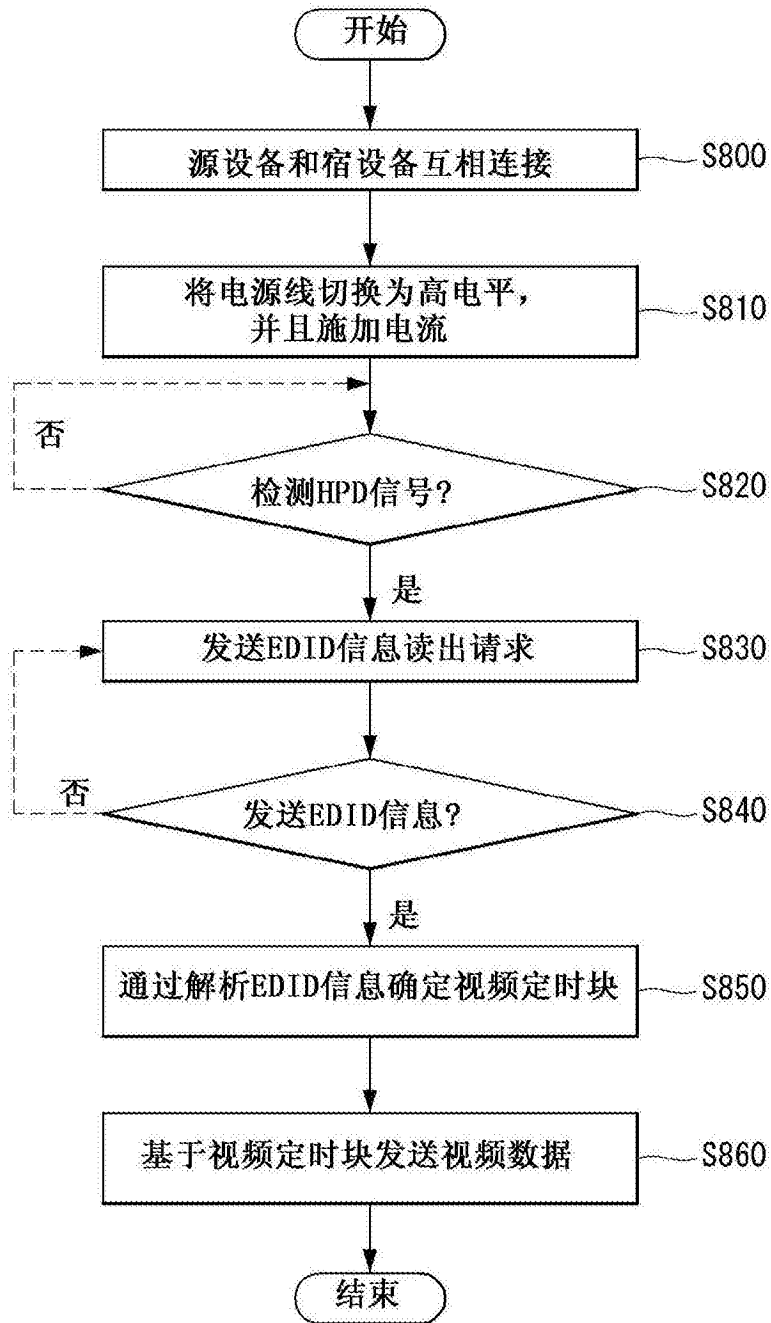 开始
源设备和宿设备互相连接
S800
将电源线切换为高电平，
并且施加电流
S810
否
检测HPD信号?
S820
是
发送EDID信息读出请求
S830
否
发送EDID信息?
S840
是
通过解析EDID信息确定视频定时块
S850
基于视频定时块发送视频数据
S860
结束